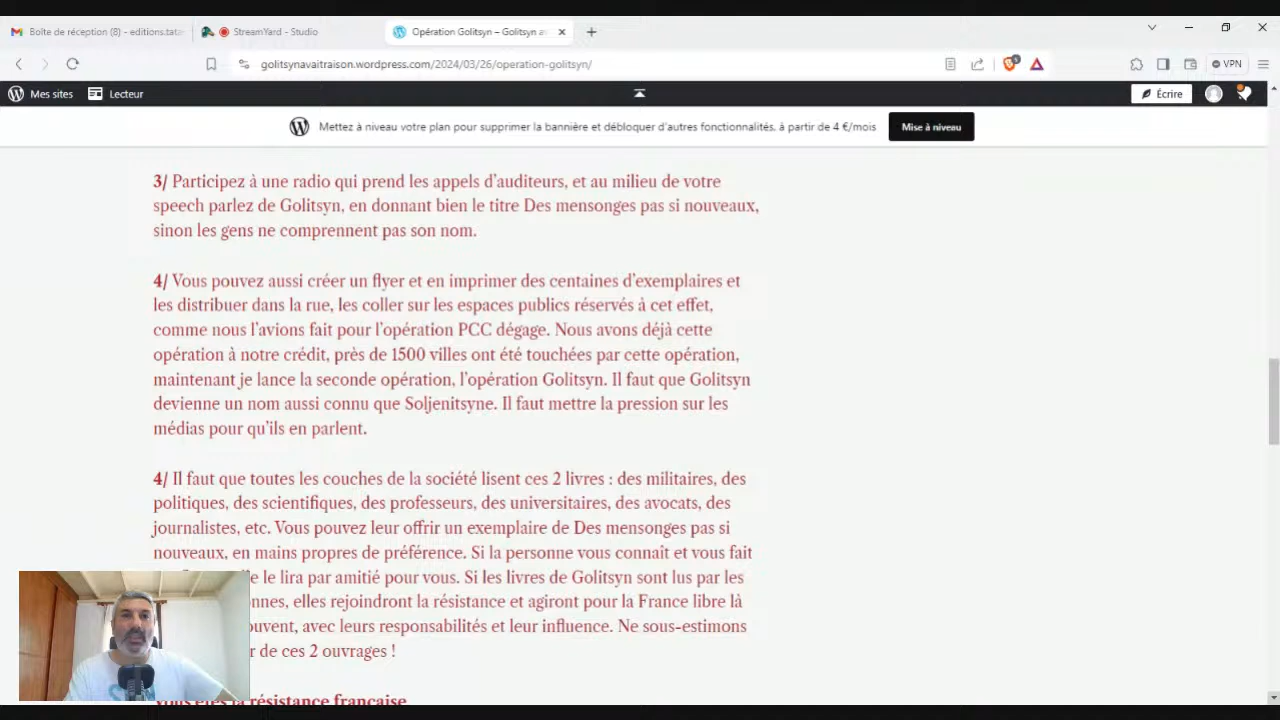 Boîte de réception (8) - editions.tata
StreamYard - Studio
Opération Golitsyn – Golitsyn av
golitsynavaitraison.wordpress.com/2024/03/26/operation-golitsyn/
VPN
Mes sites
Lecteur
Écrire
Mettez à niveau votre plan pour supprimer la bannière et débloquer d'autres fonctionnalités, à partir de 4 €/mois
Mise à niveau
3/ Participez à une radio qui prend les appels d'auditeurs, et au milieu de votre
speech parlez de Golitsyn, en donnant bien le titre Des mensonges pas si nouveaux,
sinon les gens ne comprennent pas son nom.
4/ Vous pouvez aussi créer un flyer et en imprimer des centaines d'exemplaires et
les distribuer dans la rue, les coller sur les espaces publics réservés à cet effet,
comme nous l'avions fait pour l'opération PCC dégage. Nous avons déjà cette
opération à notre crédit, près de 1500 villes ont été touchées par cette opération,
maintenant je lance la seconde opération, l'opération Golitsyn. Il faut que Golitsyn
devienne un nom aussi connu que Soljenitsyne. Il faut mettre la pression sur les
médias pour qu'ils en parlent.
4/ Il faut que toutes les couches de la société lisent ces 2 livres : des militaires, des
politiques, des scientifiques, des professeurs, des universitaires, des avocats, des
journalistes, etc. Vous pouvez leur offrir un exemplaire de Des mensonges pas si
nouveaux, en mains propres de préférence. Si la personne vous connaît et vous fait
le lira par amitié pour vous. Si les livres de Golitsyn sont lus par les
onnes, elles rejoindront la résistance et agiront pour la France libre là
ouvent, avec leurs responsabilités et leur influence. Ne sous-estimons
r de ces 2 ouvrages !
Vous êtes la résistance française